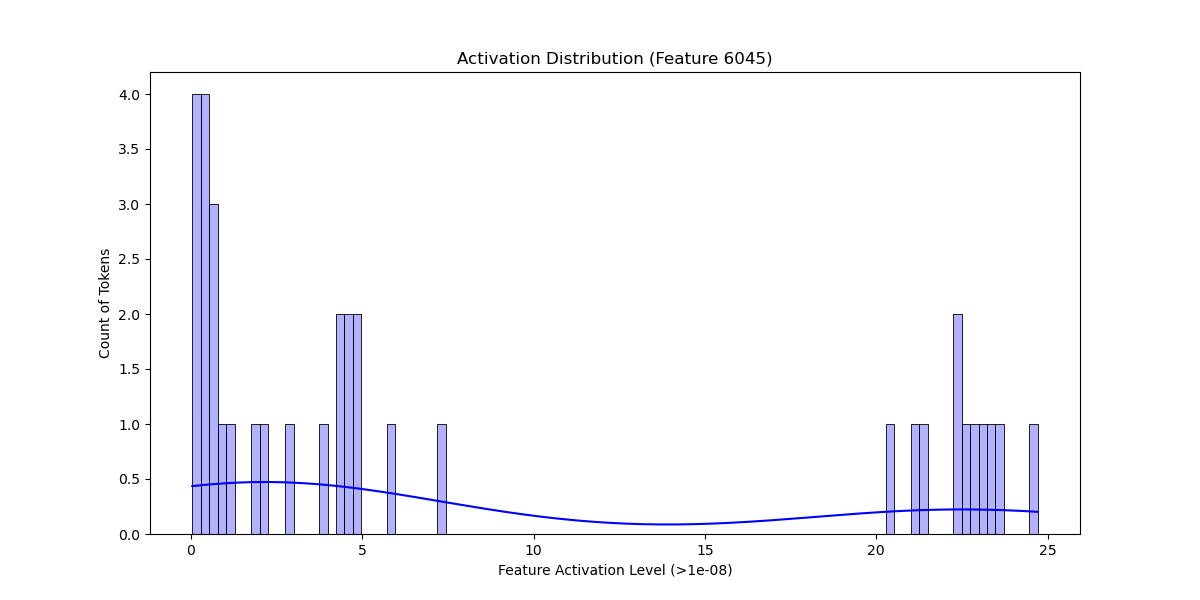 Activation Distribution (Feature 6045)
4.0
3.5
3.0
2.5
2.0
1.5
1.0
0.5
0.0
Count of Tokens
0 5 10 15 20 25
Feature Activation Level (>1e-08)